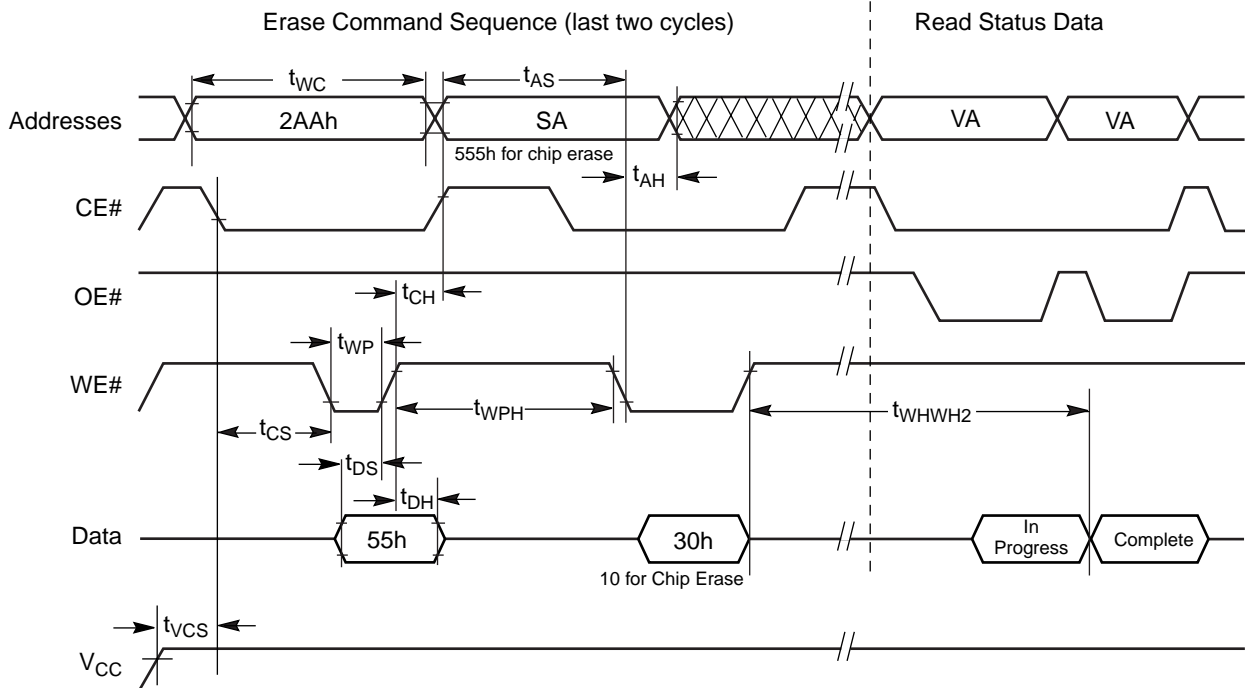 Erase Command Sequence (last two cycles)
Read Status Data
tWC
tAS
Addresses
2AAh
SA
VA
VA
555h for chip erase
tAH
CE#
OE#
tCH
tWP
WE#
tWPH
tWHWH2
tCS
tDS
tDH
Data
55h
30h
In
Progress
Complete
10 for Chip Erase
tVCS
VCC